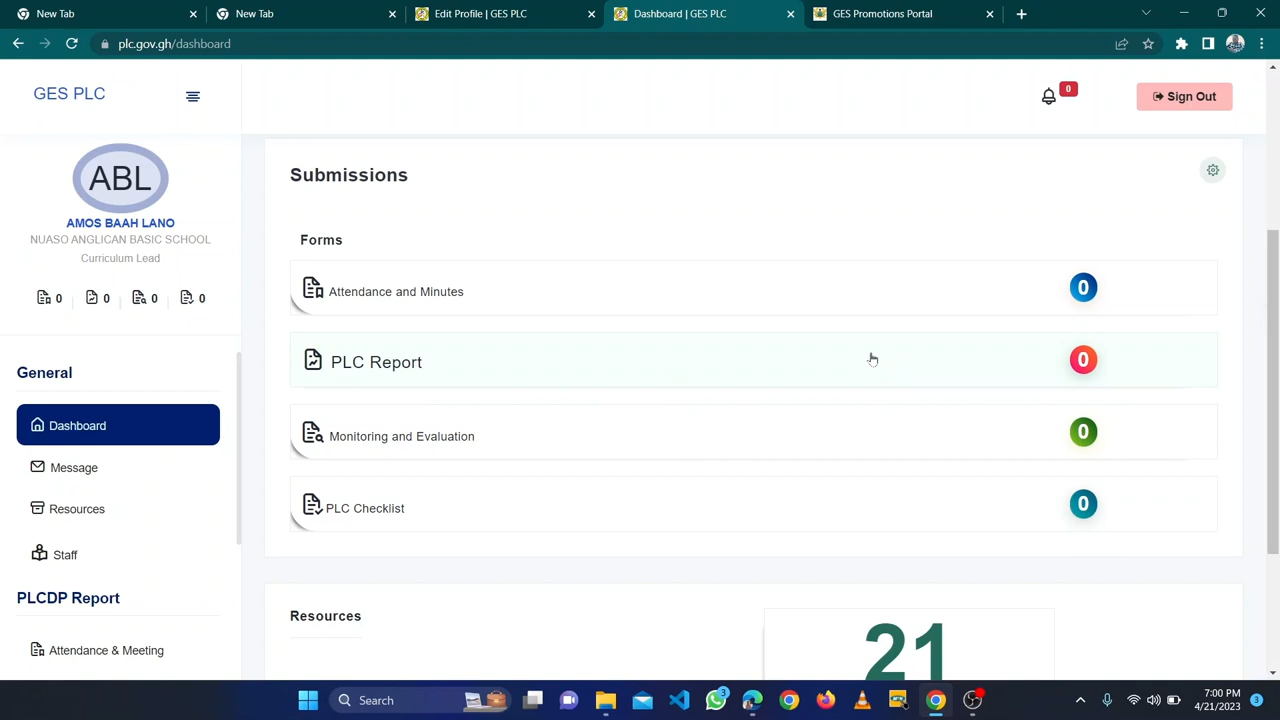 New Tab
New Tab
Edit Profile | GES PLC
Dashboard | GES PLC
GES Promotions Portal
plc.gov.gh/dashboard
GES PLC
0
Sign Out
ABL
AMOS BAAH LANO
NUASO ANGLICAN BASIC SCHOOL
Curriculum Lead
0 0 0 0
General
Dashboard
Message
Resources
Staff
PLCDP Report
Attendance & Meeting
Submissions
Forms
Attendance and Minutes 0
PLC Report 0
Monitoring and Evaluation 0
PLC Checklist 0
Resources
21
Search
3
7:00 PM
4/21/2023
3